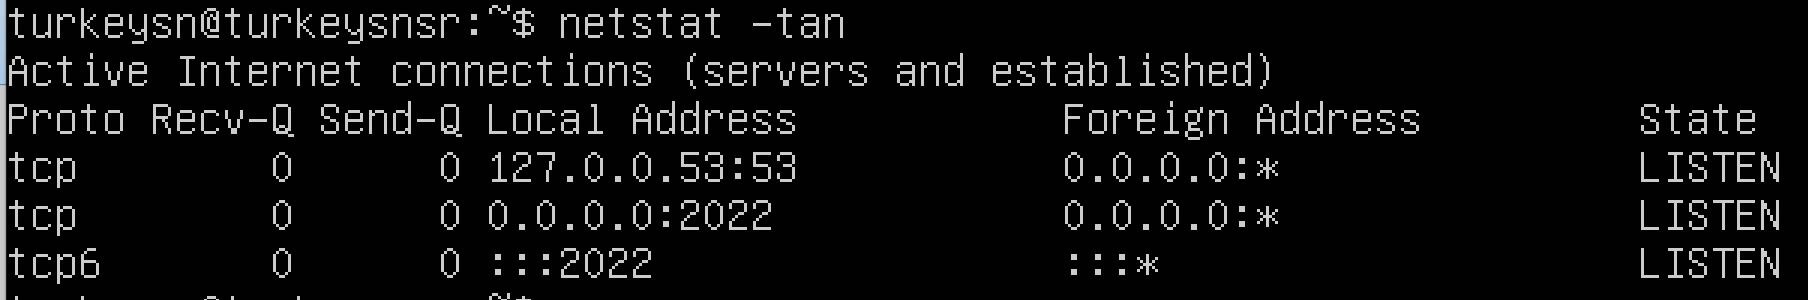 turkeysn@turkeysnsr:~$ netstat -tan
Active Internet connections (servers and established)
Proto Recv-Q Send-Q Local Address           Foreign Address         State
tcp        0      0 127.0.0.53:53           0.0.0.0:*               LISTEN
tcp        0      0 0.0.0.0:2022            0.0.0.0:*               LISTEN
tcp6       0      0 :::2022                 :::*                    LISTEN